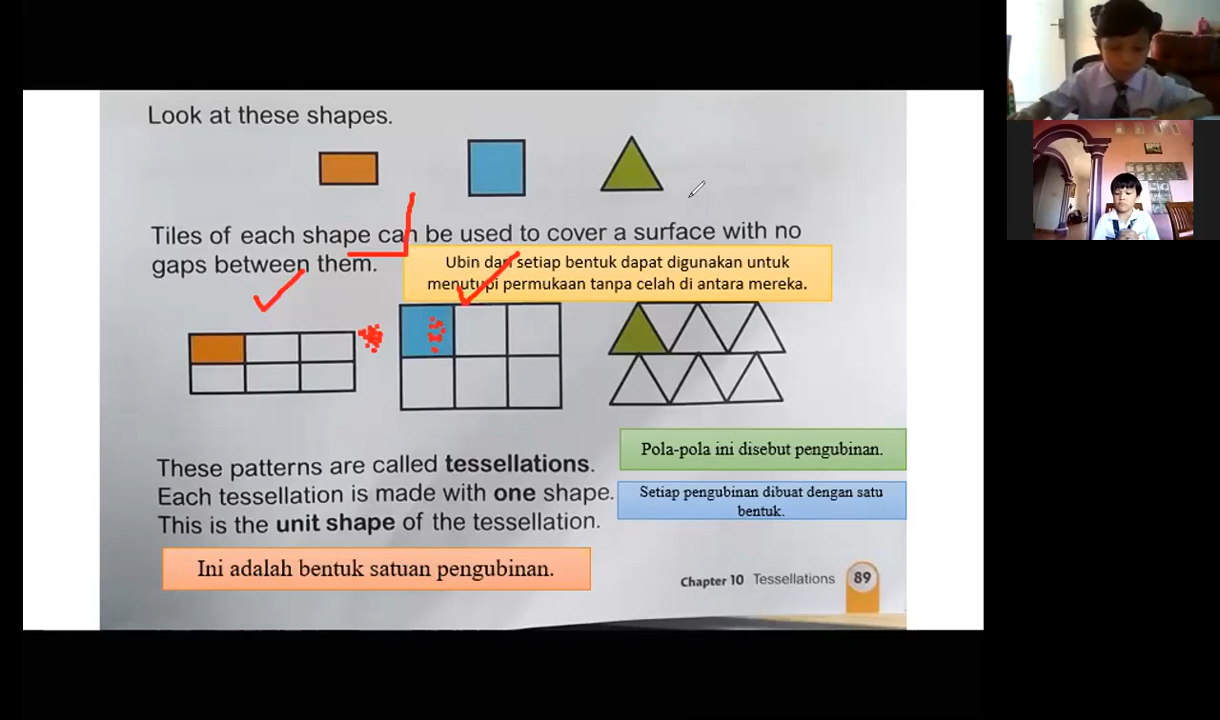 Look at these shapes.
Tiles of each shape can be used to cover a surface with no
gaps between them.
Ubin dari setiap bentuk dapat digunakan untuk
menutupi permukaan tanpa celah di antara mereka.
These patterns are called tessellations.
Each tessellation is made with one shape.
This is the unit shape of the tessellation.
Pola-pola ini disebut pengubinan.
Setiap pengubinan dibuat dengan satu
bentuk.
Ini adalah bentuk satuan pengubinan.
Chapter 10 Tessellations 89